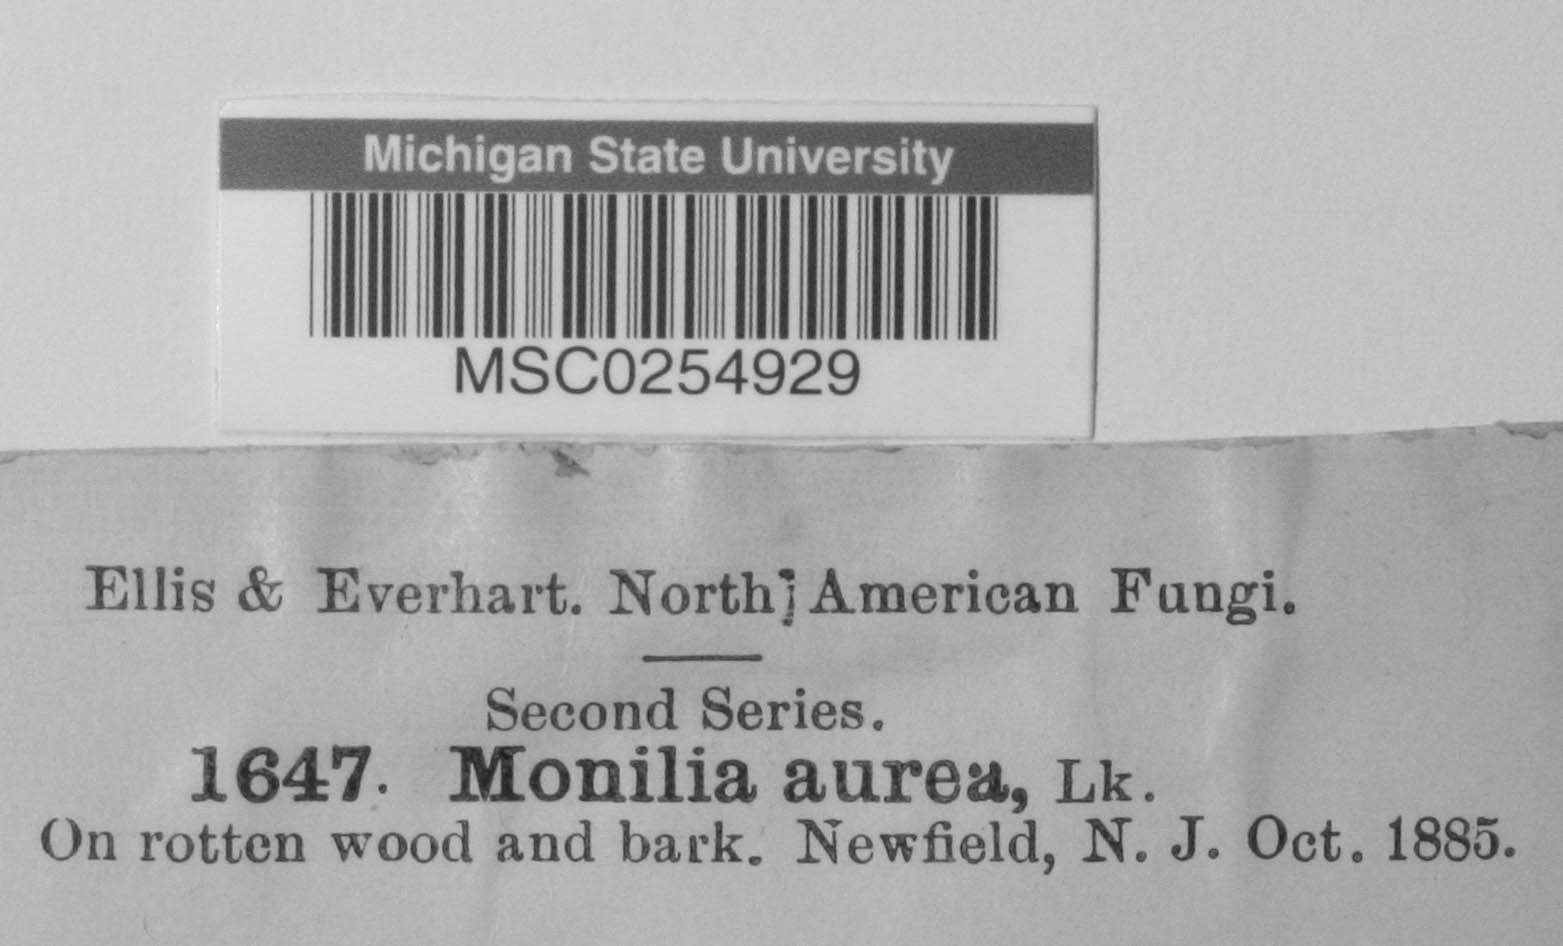 Michigan State University
MSC0254929
Ellis & Everhart. North American Fungi.
Second Series.
1647. Monilia aurea, Lk.
On rotten wood and bark. Newfield, N. J. Oct. 1885.